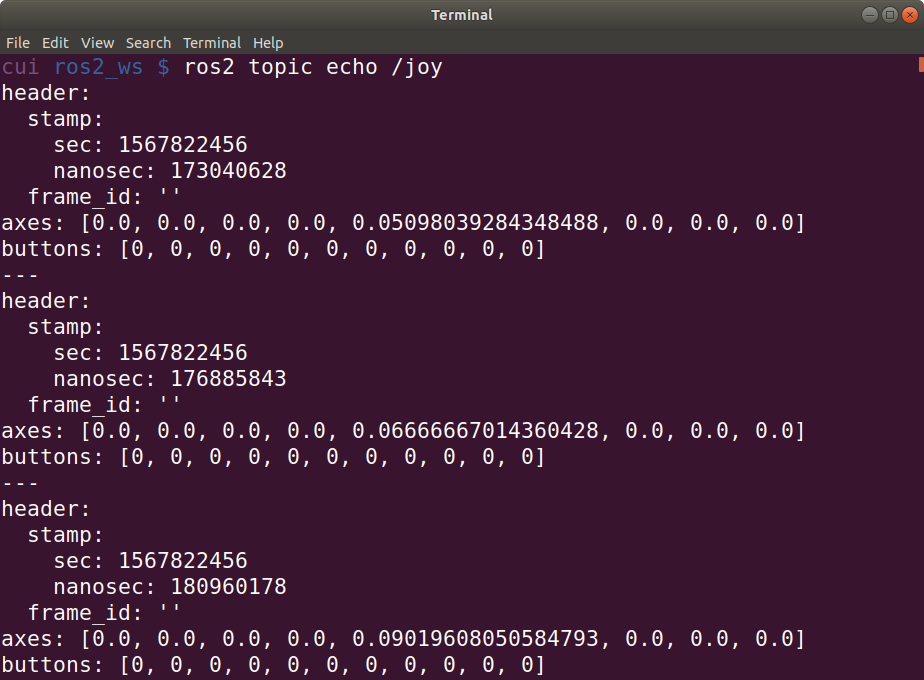 Terminal
File Edit View Search Terminal Help
cui ros2_ws $ ros2 topic echo /joy
header:
  stamp:
    sec: 1567822456
    nanosec: 173040628
  frame_id: ''
axes: [0.0, 0.0, 0.0, 0.0, 0.05098039284348488, 0.0, 0.0, 0.0]
buttons: [0, 0, 0, 0, 0, 0, 0, 0, 0, 0, 0]
---
header:
  stamp:
    sec: 1567822456
    nanosec: 176885843
  frame_id: ''
axes: [0.0, 0.0, 0.0, 0.0, 0.06666667014360428, 0.0, 0.0, 0.0]
buttons: [0, 0, 0, 0, 0, 0, 0, 0, 0, 0, 0]
---
header:
  stamp:
    sec: 1567822456
    nanosec: 180960178
  frame_id: ''
axes: [0.0, 0.0, 0.0, 0.0, 0.09019608050584793, 0.0, 0.0, 0.0]
buttons: [0, 0, 0, 0, 0, 0, 0, 0, 0, 0, 0]